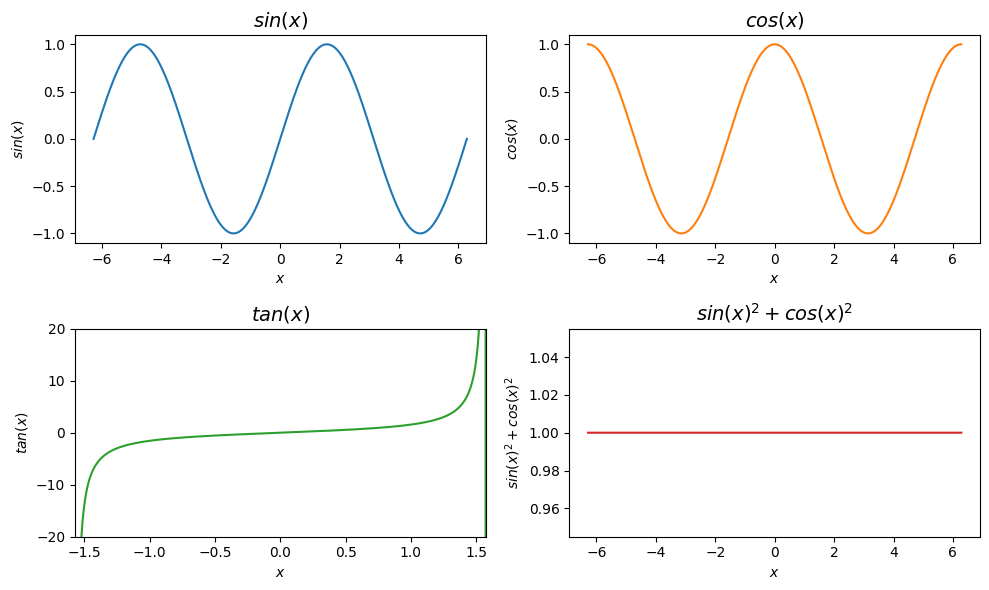 sin(x)
1.0
0.5
0.0
−0.5
−1.0
sin(x)
−6 −4 −2 0 2 4 6
x
cos(x)
1.0
0.5
0.0
−0.5
−1.0
cos(x)
−6 −4 −2 0 2 4 6
x
tan(x)
20
10
0
−10
−20
tan(x)
−1.5 −1.0 −0.5 0.0 0.5 1.0 1.5
x
sin(x)² + cos(x)²
1.04
1.02
1.00
0.98
0.96
sin(x)² + cos(x)²
−6 −4 −2 0 2 4 6
x